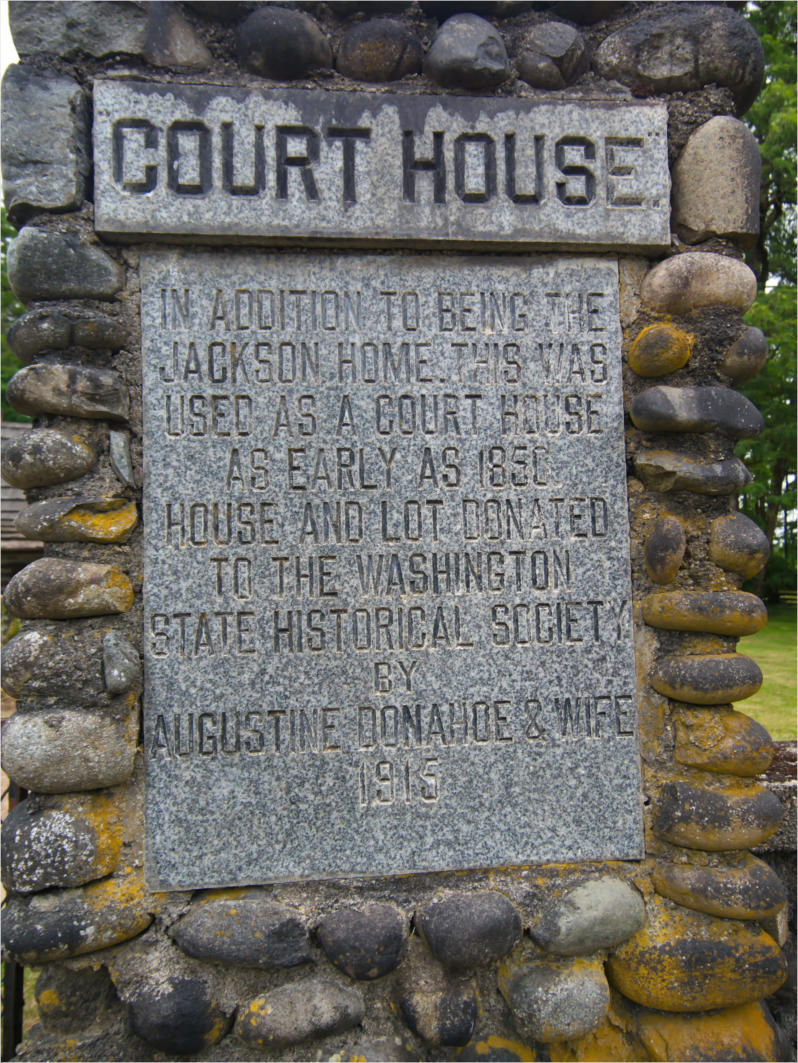 "COURT HOUSE."
IN ADDITION TO BEING THE
JACKSON HOME. THIS WAS
USED AS A COURT HOUSE
AS EARLY AS 1850.
HOUSE AND LOT DONATED
TO THE WASHINGTON
STATE HISTORICAL SOCIETY
BY
AUGUSTINE DONAHOE & WIFE
1915